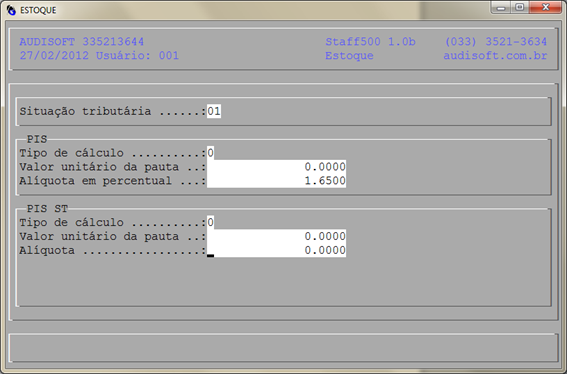 ESTOQUE
AUDISOFT 335213644 Staff500 1.0b (033) 3521-3634
27/02/2012 Usuário: 001 Estoque audisoft.com.br
Situação tributária ......:01
PIS
Tipo de cálculo ..........:0
Valor unitário da pauta ..: 0.0000
Alíquota em percentual ...: 1.6500
PIS ST
Tipo de cálculo ..........:0
Valor unitário da pauta ..: 0.0000
Alíquota .................: 0.0000